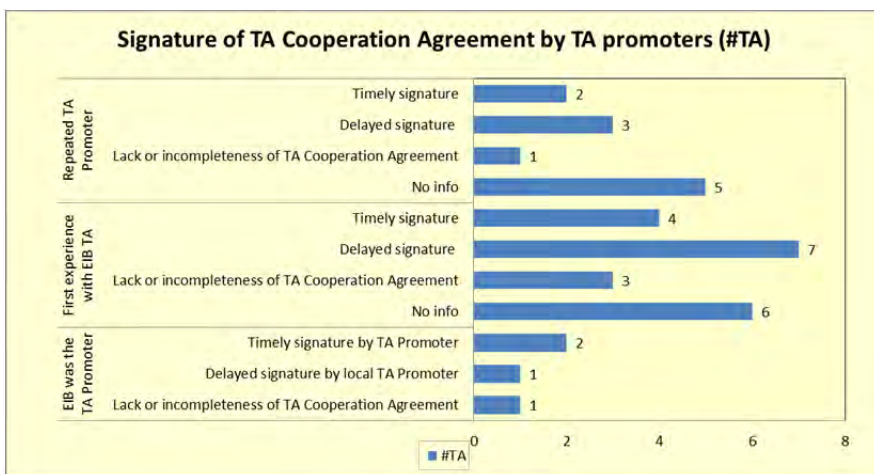 Signature of TA Cooperation Agreement by TA promoters (#TA)
Repeated TA
Promoter
Timely signature 2
Delayed signature 3
Lack or incompleteness of TA Cooperation Agreement 1
No info 5
First experience
with EIB TA
Timely signature 4
Delayed signature 7
Lack or incompleteness of TA Cooperation Agreement 3
No info 6
EIB was the
TA Promoter
Timely signature by TA Promoter 2
Delayed signature by local TA Promoter 1
Lack or incompleteness of TA Cooperation Agreement 1
0 2 4 6 8
#TA